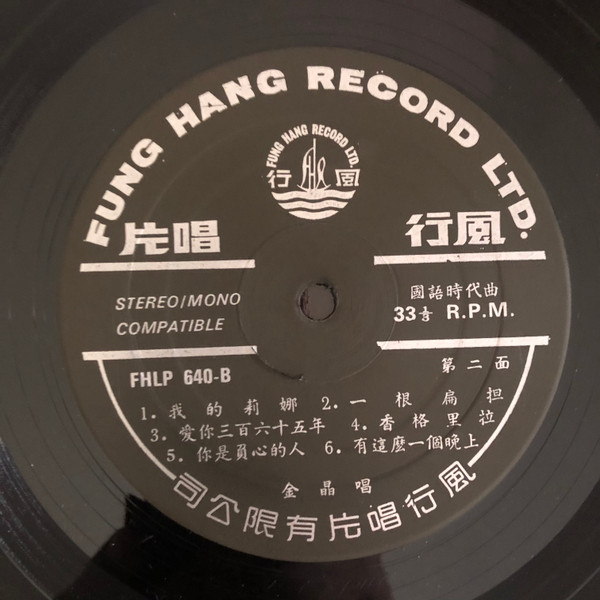 FUNG HANG RECORD LTD.
FUNG HANG RECORD LTD.
風行
風行
唱片
STEREO/MONO
COMPATIBLE
國語時代曲
33⅓ R.P.M.
FHLP 640-B
第二面
1. 我的莉娜 2. 一根扁担
3. 愛你三百六十五年 4. 香格里拉
5. 你是負心的人 6. 有這麼一個晚上
金晶唱
風行唱片有限公司